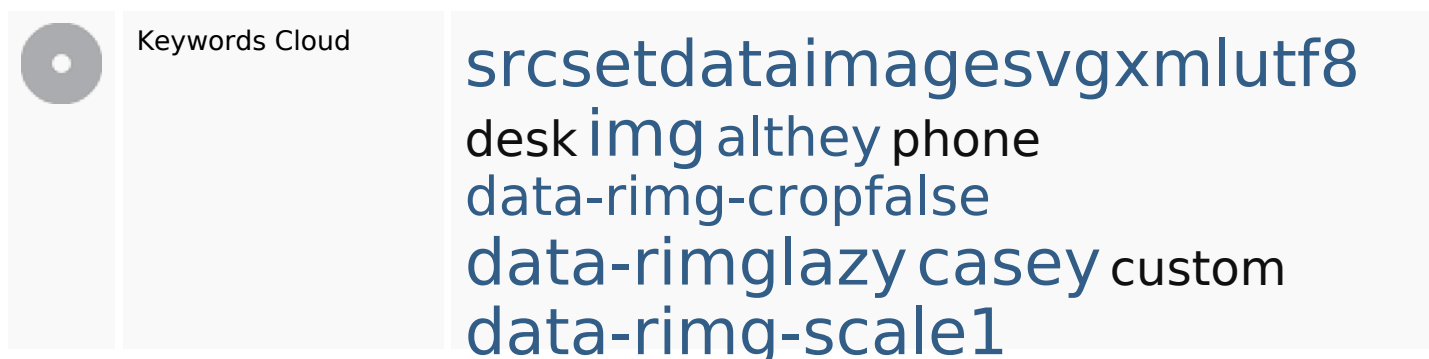 Keywords Cloud
srcsetdataimagesvgxmlutf8
desk img althey phone
data-rimg-cropfalse
data-rimglazy casey custom
data-rimg-scale1